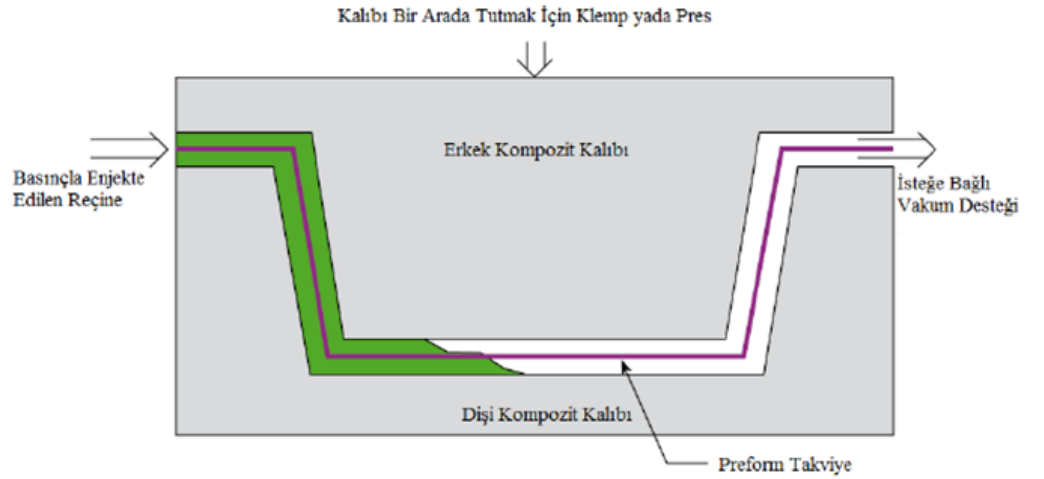 Kalıbı Bir Arada Tutmak İçin Klemp yada Pres
Erkek Kompozit Kalıbı
Basınçla Enjekte
Edilen Reçine
İsteğe Bağlı
Vakum Desteği
Dişi Kompozit Kalıbı
Preform Takviye